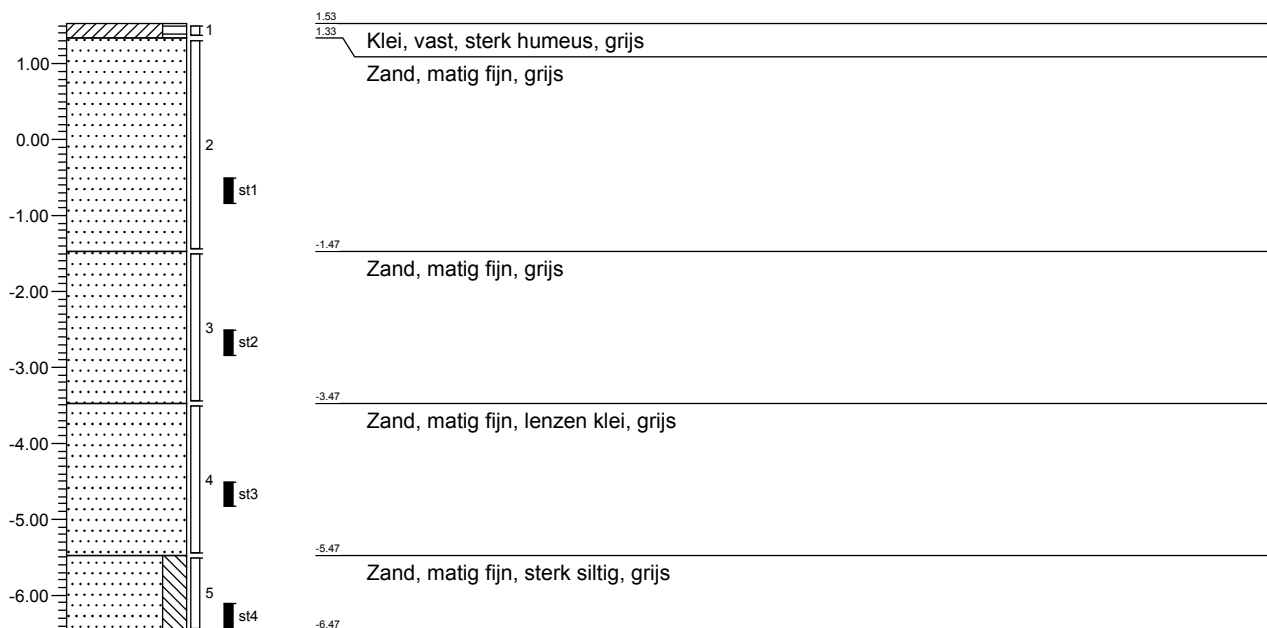 1.53
1
1.33
Klei, vast, sterk humeus, grijs
1.00
Zand, matig fijn, grijs
0.00
2
st1
-1.00
-1.47
Zand, matig fijn, grijs
-2.00
3
st2
-3.00
-3.47
Zand, matig fijn, lenzen klei, grijs
-4.00
4
st3
-5.00
-5.47
Zand, matig fijn, sterk siltig, grijs
-6.00
5
st4
-6.47